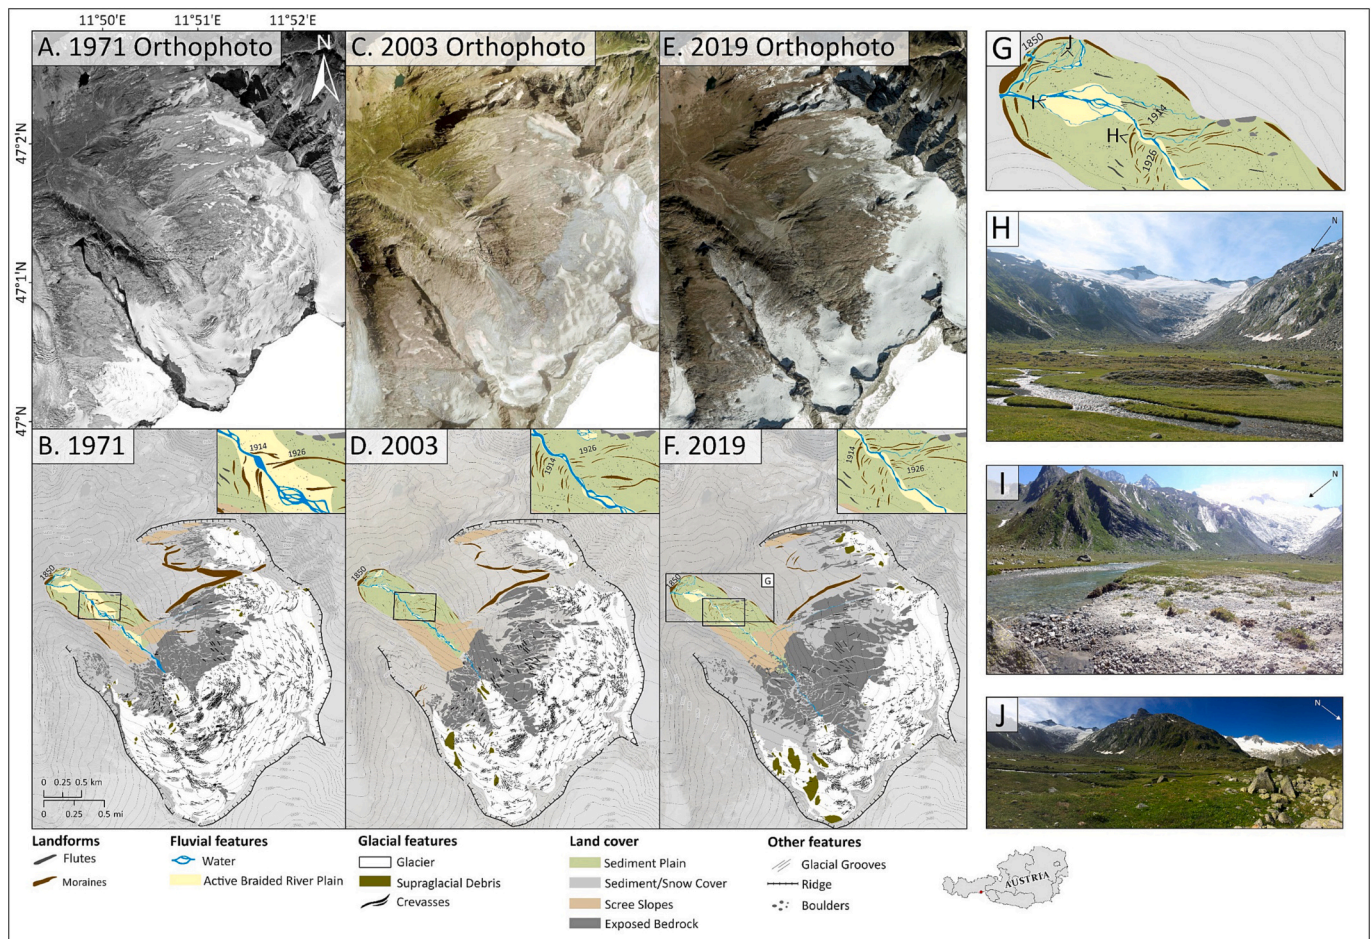 11°50'E 11°51'E 11°52'E
A. 1971 Orthophoto
N
C. 2003 Orthophoto
E. 2019 Orthophoto
47°2'N
47°1'N
47°N
B. 1971
1914
1926
1850
0 0.25 0.5 km
0 0.25 0.5 mi
D. 2003
1914
1926
1850
F. 2019
1914
1926
1850
G
G
1850
J
I
1914
H
1926
H
N
I
N
J
N
Landforms
Flutes
Moraines
Fluvial features
Water
Active Braided River Plain
Glacial features
Glacier
Supraglacial Debris
Crevasses
Land cover
Sediment Plain
Sediment/Snow Cover
Scree Slopes
Exposed Bedrock
Other features
Glacial Grooves
Ridge
Boulders
AUSTRIA